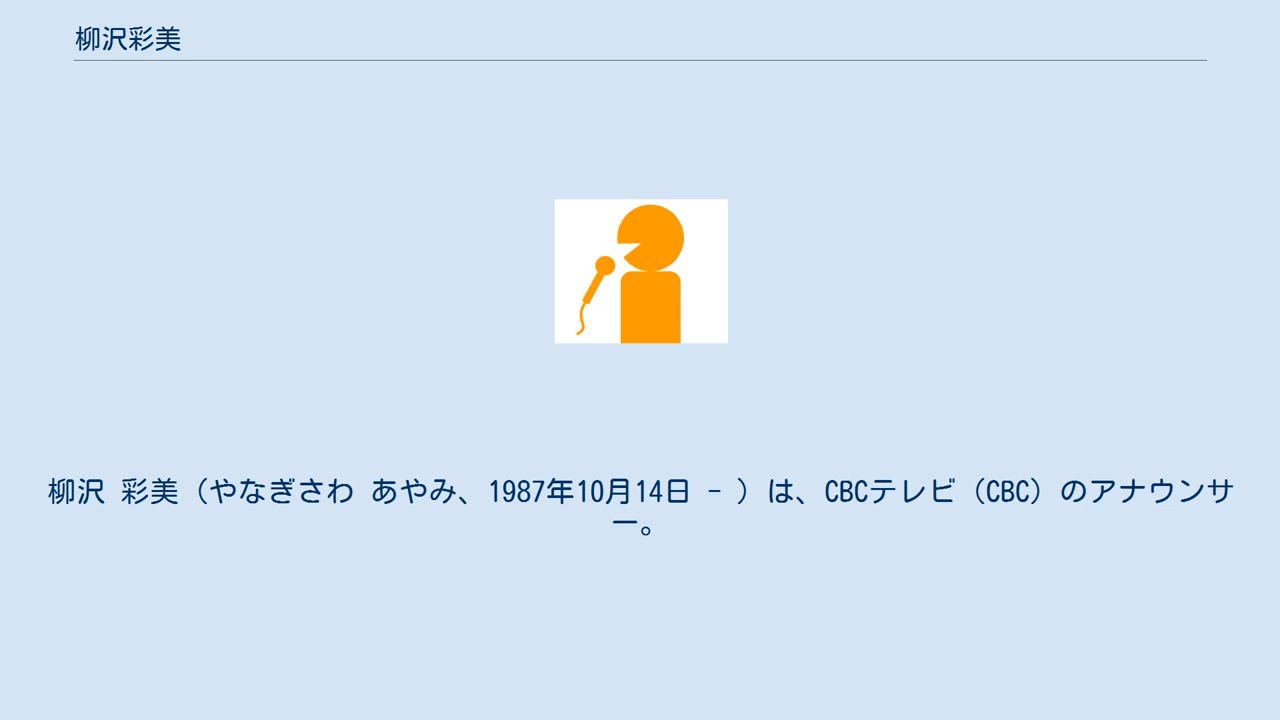 柳沢彩美
柳沢 彩美（やなぎさわ あやみ、1987年10月14日 - ）は、CBCテレビ（CBC）のアナウンサ
ー。